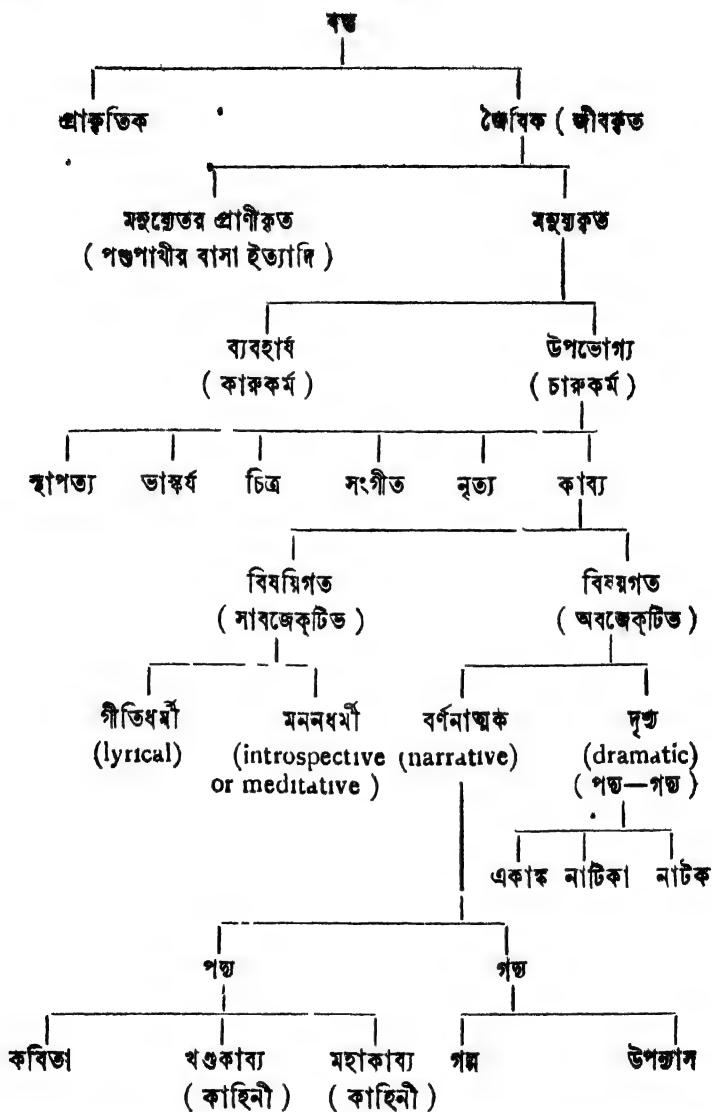 বস্তু
প্রাকৃতিক জৈবিক ( জীবকৃত
মনুষ্যেতর প্রাণীকৃত মনুষ্যকৃত
( পশুপাখীর বাসা ইত্যাদি )
ব্যবহার্য উপভোগ্য
( কারুকর্ম ) ( চারুকর্ম )
স্থাপত্য ভাস্কর্য চিত্র সংগীত নৃত্য কাব্য
বিষয়িগত বিষয়গত
( সাবজেক্‌টিভ ) ( অবজেক্‌টিভ )
গীতিধর্মী মননধর্মী বর্ণনাত্মক দৃশ্য
(lyrical) (introspective (narrative) (dramatic)
or meditative ) ( পদ্য—গদ্য )
একাঙ্ক নাটিকা নাটক
পদ্য গদ্য
কবিতা খণ্ডকাব্য মহাকাব্য গল্প উপন্যাস
( কাহিনী ) ( কাহিনী )